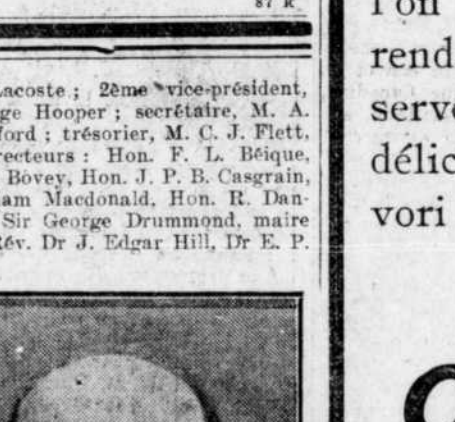 87 R
Lacoste ; 2ème vice-président,
ge Hooper ; secrétaire, M. A.
ford ; trésorier, M. C. J. Flett,
recteurs : Hon. F. L. Béique,
Bovey, Hon. J. P. B. Casgrain,
am Macdonald, Hon. R. Dan-
Sir George Drummond, maire
Rév. Dr J. Edgar Hill, Dr E. P.
l'on
rend
serve
délic
vori